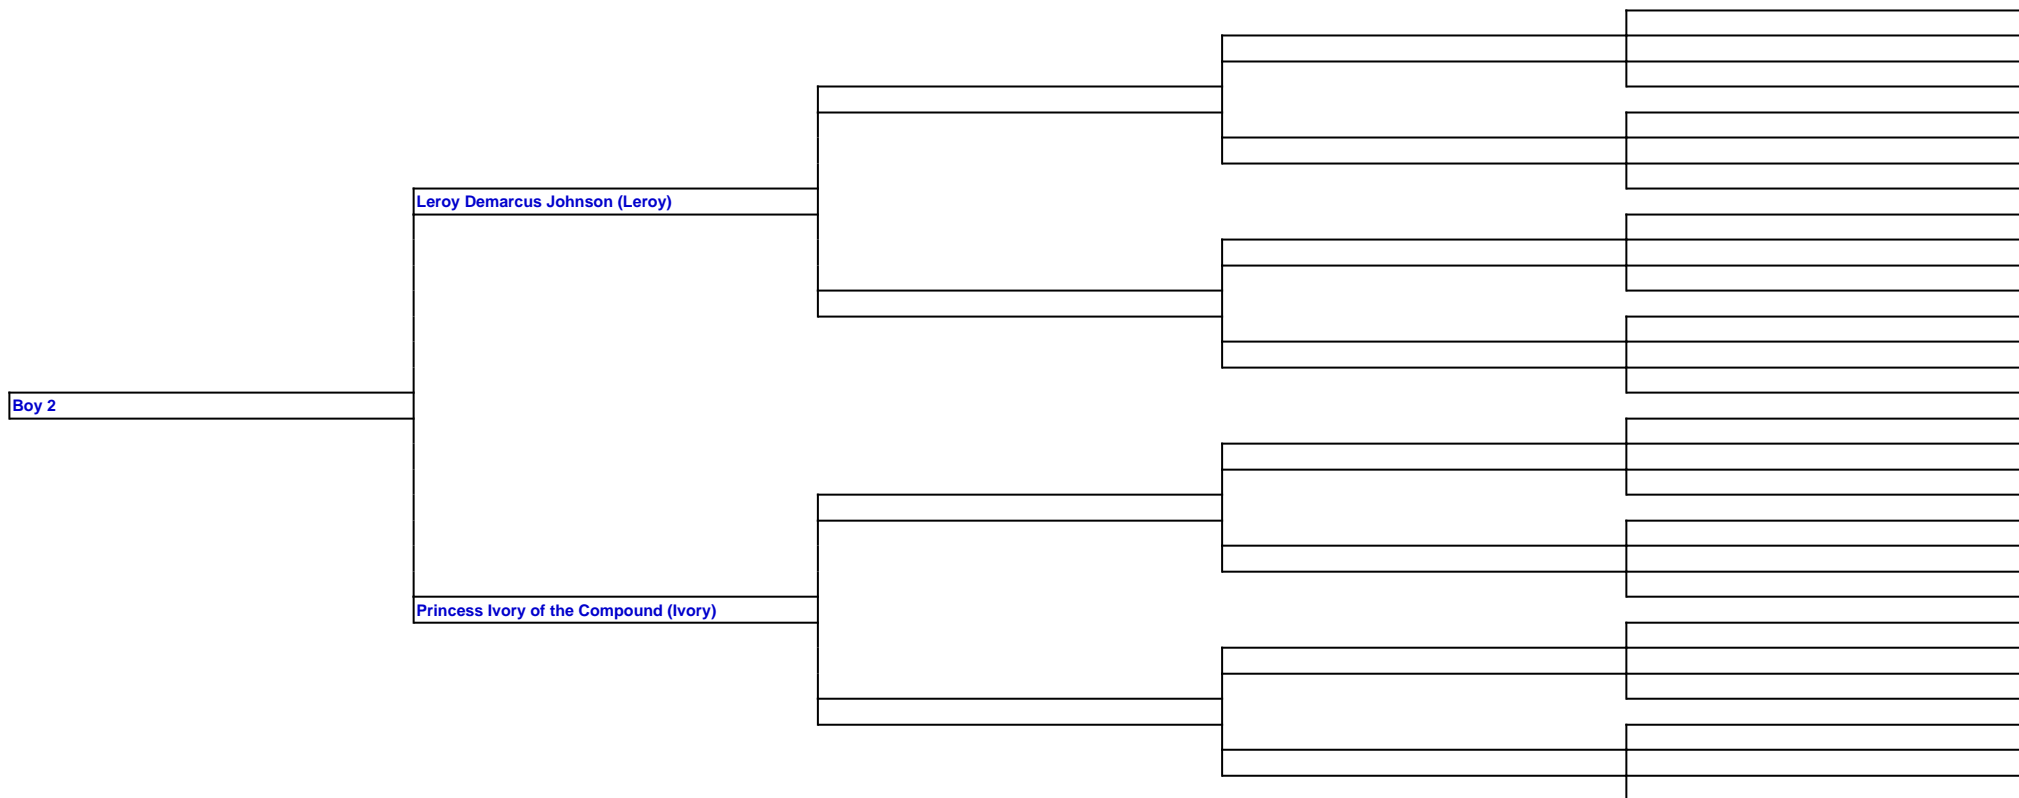 Leroy Demarcus Johnson (Leroy)
Boy 2
Princess Ivory of the Compound (Ivory)